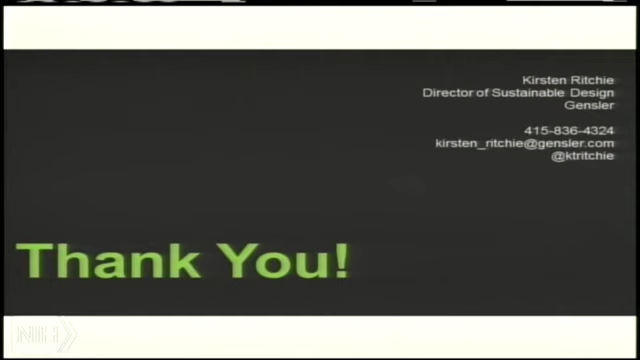 Kirsten Ritchie
Director of Sustainable Design
Gensler
415-836-4324
kirsten_ritchie@gensler.com
@ktritchie
Thank You!
NIH